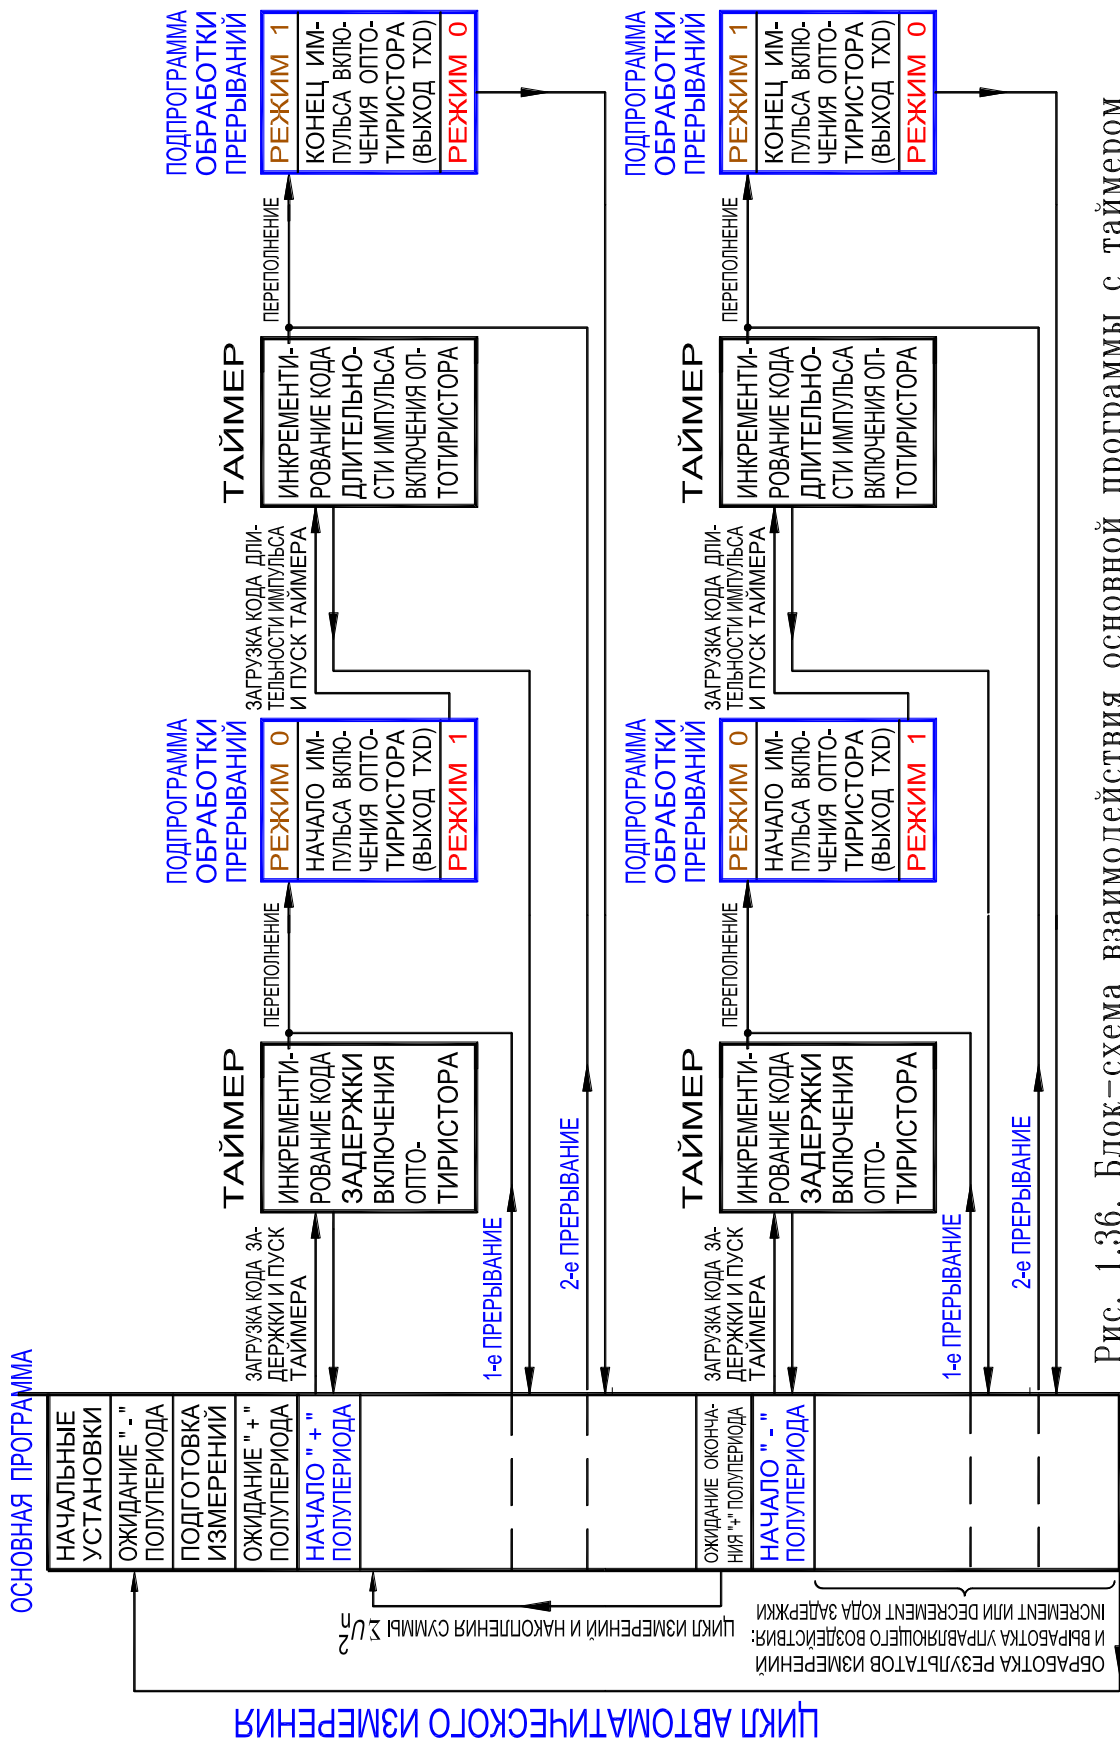 ОСНОВНАЯ ПРОГРАММА
НАЧАЛЬНЫЕ
УСТАНОВКИ
ОЖИДАНИЕ " - "
ПОЛУПЕРИОДА
ПОДГОТОВКА
ИЗМЕРЕНИЙ
ОЖИДАНИЕ " + "
ПОЛУПЕРИОДА
НАЧАЛО " + "
ПОЛУПЕРИОДА
ОЖИДАНИЕ ОКОНЧА-
НИЯ "+" ПОЛУПЕРИОДА
НАЧАЛО " - "
ПОЛУПЕРИОДА
ЗАГРУЗКА КОДА ЗА-
ДЕРЖКИ И ПУСК
ТАЙМЕРА
1-е ПРЕРЫВАНИЕ
2-е ПРЕРЫВАНИЕ
ТАЙМЕР
ИНКРЕМЕНТИ-
РОВАНИЕ КОДА
ЗАДЕРЖКИ
ВКЛЮЧЕНИЯ
ОПТО-
ТИРИСТОРА
ПЕРЕПОЛНЕНИЕ
ПОДПРОГРАММА
ОБРАБОТКИ
ПРЕРЫВАНИЙ
РЕЖИМ 0
НАЧАЛО ИМ-
ПУЛЬСА ВКЛЮ-
ЧЕНИЯ ОПТО-
ТИРИСТОРА
(ВЫХОД TXD)
РЕЖИМ 1
ЗАГРУЗКА КОДА ДЛИ-
ТЕЛЬНОСТИ ИМПУЛЬСА
И ПУСК ТАЙМЕРА
ТАЙМЕР
ИНКРЕМЕНТИ-
РОВАНИЕ КОДА
ДЛИТЕЛЬНО-
СТИ ИМПУЛЬСА
ВКЛЮЧЕНИЯ ОП-
ТОТИРИСТОРА
ПЕРЕПОЛНЕНИЕ
ПОДПРОГРАММА
ОБРАБОТКИ
ПРЕРЫВАНИЙ
РЕЖИМ 1
КОНЕЦ ИМ-
ПУЛЬСА ВКЛЮ-
ЧЕНИЯ ОПТО-
ТИРИСТОРА
(ВЫХОД TXD)
РЕЖИМ 0
ЗАГРУЗКА КОДА ЗА-
ДЕРЖКИ И ПУСК
ТАЙМЕРА
1-е ПРЕРЫВАНИЕ
2-е ПРЕРЫВАНИЕ
ТАЙМЕР
ИНКРЕМЕНТИ-
РОВАНИЕ КОДА
ЗАДЕРЖКИ
ВКЛЮЧЕНИЯ
ОПТО-
ТИРИСТОРА
ПЕРЕПОЛНЕНИЕ
ПОДПРОГРАММА
ОБРАБОТКИ
ПРЕРЫВАНИЙ
РЕЖИМ 0
НАЧАЛО ИМ-
ПУЛЬСА ВКЛЮ-
ЧЕНИЯ ОПТО-
ТИРИСТОРА
(ВЫХОД TXD)
РЕЖИМ 1
ЗАГРУЗКА КОДА ДЛИ-
ТЕЛЬНОСТИ ИМПУЛЬСА
И ПУСК ТАЙМЕРА
ТАЙМЕР
ИНКРЕМЕНТИ-
РОВАНИЕ КОДА
ДЛИТЕЛЬНО-
СТИ ИМПУЛЬСА
ВКЛЮЧЕНИЯ ОП-
ТОТИРИСТОРА
ПЕРЕПОЛНЕНИЕ
ПОДПРОГРАММА
ОБРАБОТКИ
ПРЕРЫВАНИЙ
РЕЖИМ 1
КОНЕЦ ИМ-
ПУЛЬСА ВКЛЮ-
ЧЕНИЯ ОПТО-
ТИРИСТОРА
(ВЫХОД TXD)
РЕЖИМ 0
ЦИКЛ ИЗМЕРЕНИЙ И НАКОПЛЕНИЯ СУММЫ ΣU²n
ОБРАБОТКА РЕЗУЛЬТАТОВ ИЗМЕРЕНИЙ
И ВЫРАБОТКА УПРАВЛЯЮЩЕГО ВОЗДЕЙСТВИЯ:
INCREMENT ИЛИ DECREMENT КОДА ЗАДЕРЖКИ
ЦИКЛ АВТОМАТИЧЕСКОГО ИЗМЕРЕНИЯ
Рис. 1.36. Блок-схема взаимодействия основной программы с таймером